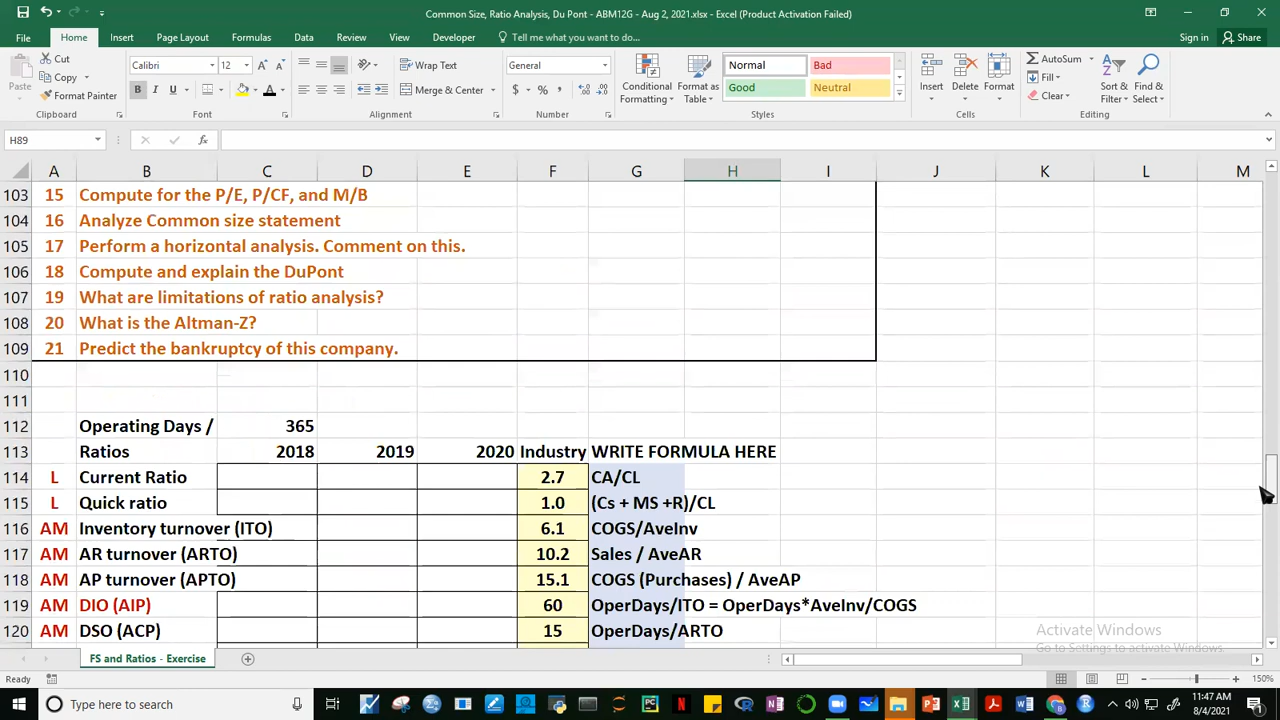 Common Size, Ratio Analysis, Du Pont - ABM12G - Aug 2, 2021.xlsx - Excel (Product Activation Failed)
File Home Insert Page Layout Formulas Data Review View Developer Tell me what you want to do... Sign in Share
Paste Cut Copy Format Painter
Calibri 12 A A
B I U A
Wrap Text
Merge & Center
General
$ % ,
Conditional Formatting Format as Table
Normal Bad
Good Neutral
Insert Delete Format
AutoSum Fill Clear
Sort & Filter Find & Select
Clipboard Font Alignment Number Styles Cells Editing
H89 fx
A B C D E F G H I J K L M
103 15 Compute for the P/E, P/CF, and M/B
104 16 Analyze Common size statement
105 17 Perform a horizontal analysis. Comment on this.
106 18 Compute and explain the DuPont
107 19 What are limitations of ratio analysis?
108 20 What is the Altman-Z?
109 21 Predict the bankruptcy of this company.
110
111
112 Operating Days / 365
113 Ratios 2018 2019 2020 Industry WRITE FORMULA HERE
114 L Current Ratio 2.7 CA/CL
115 L Quick ratio 1.0 (Cs + MS +R)/CL
116 AM Inventory turnover (ITO) 6.1 COGS/AveInv
117 AM AR turnover (ARTO) 10.2 Sales / AveAR
118 AM AP turnover (APTO) 15.1 COGS (Purchases) / AveAP
119 AM DIO (AIP) 60 OperDays/ITO = OperDays*AveInv/COGS
120 AM DSO (ACP) 15 OperDays/ARTO
Activate Windows
Go to Settings to activate Windows.
FS and Ratios - Exercise
150%
Type here to search
11:47 AM
8/4/2021